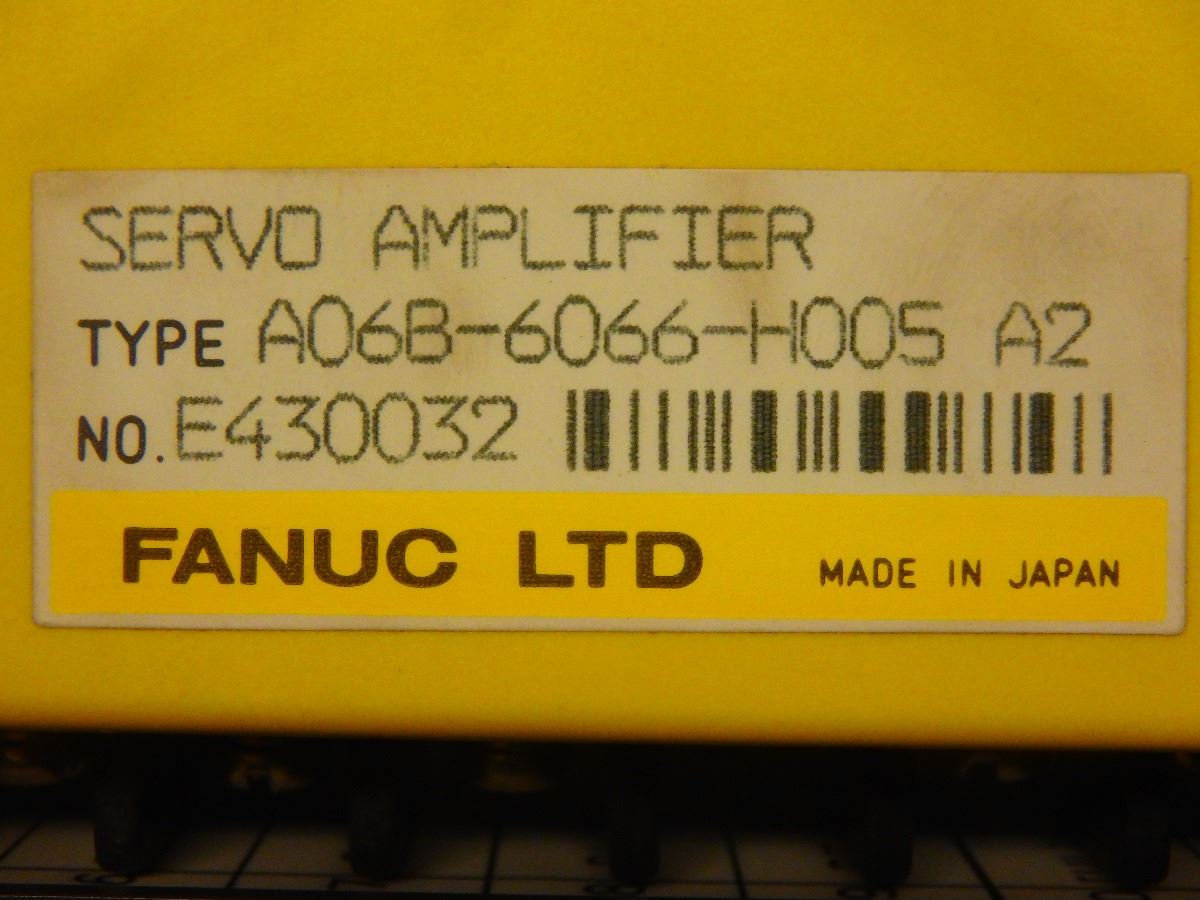 SERVO AMPLIFIER
TYPE A06B-6066-H005 A2
NO. E430032
FANUC LTD MADE IN JAPAN